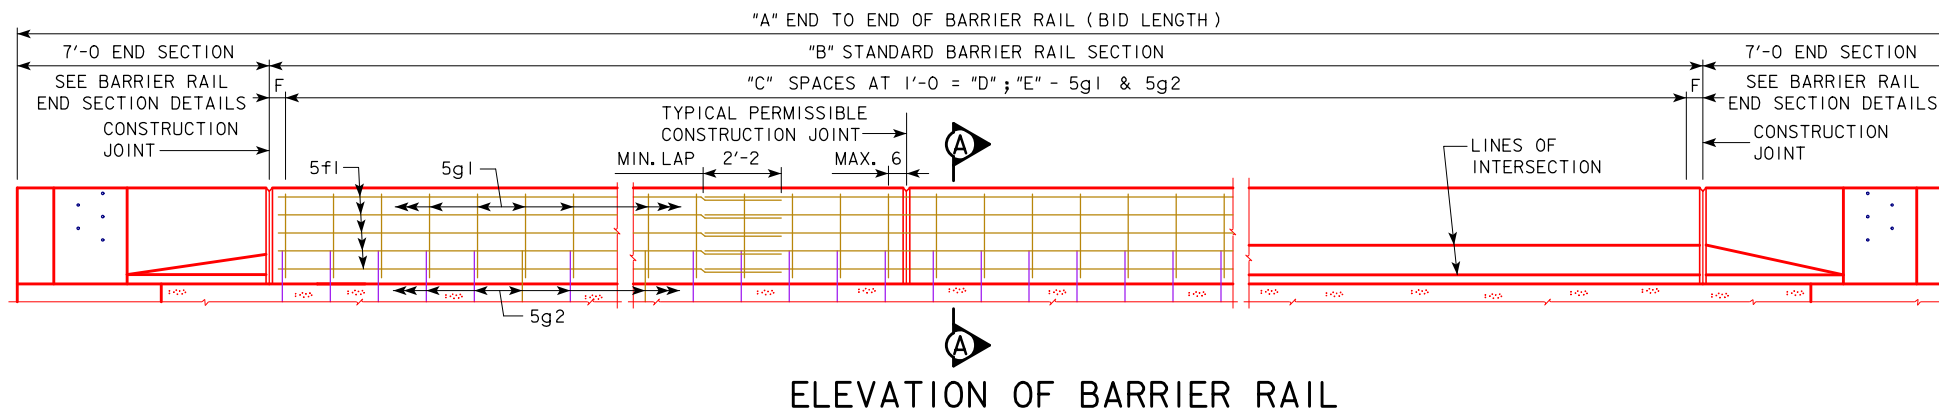 "A" END TO END OF BARRIER RAIL (BID LENGTH)
7'-0 END SECTION
"B" STANDARD BARRIER RAIL SECTION
7'-0 END SECTION
SEE BARRIER RAIL
END SECTION DETAILS
F
"C" SPACES AT 1'-0 = "D"; "E" - 5g1 & 5g2
F
SEE BARRIER RAIL
END SECTION DETAILS
CONSTRUCTION
JOINT
TYPICAL PERMISSIBLE
CONSTRUCTION JOINT
CONSTRUCTION
JOINT
MIN. LAP 2'-2
MAX. 6
A
LINES OF
INTERSECTION
5f1
5g1
5g2
A
ELEVATION OF BARRIER RAIL